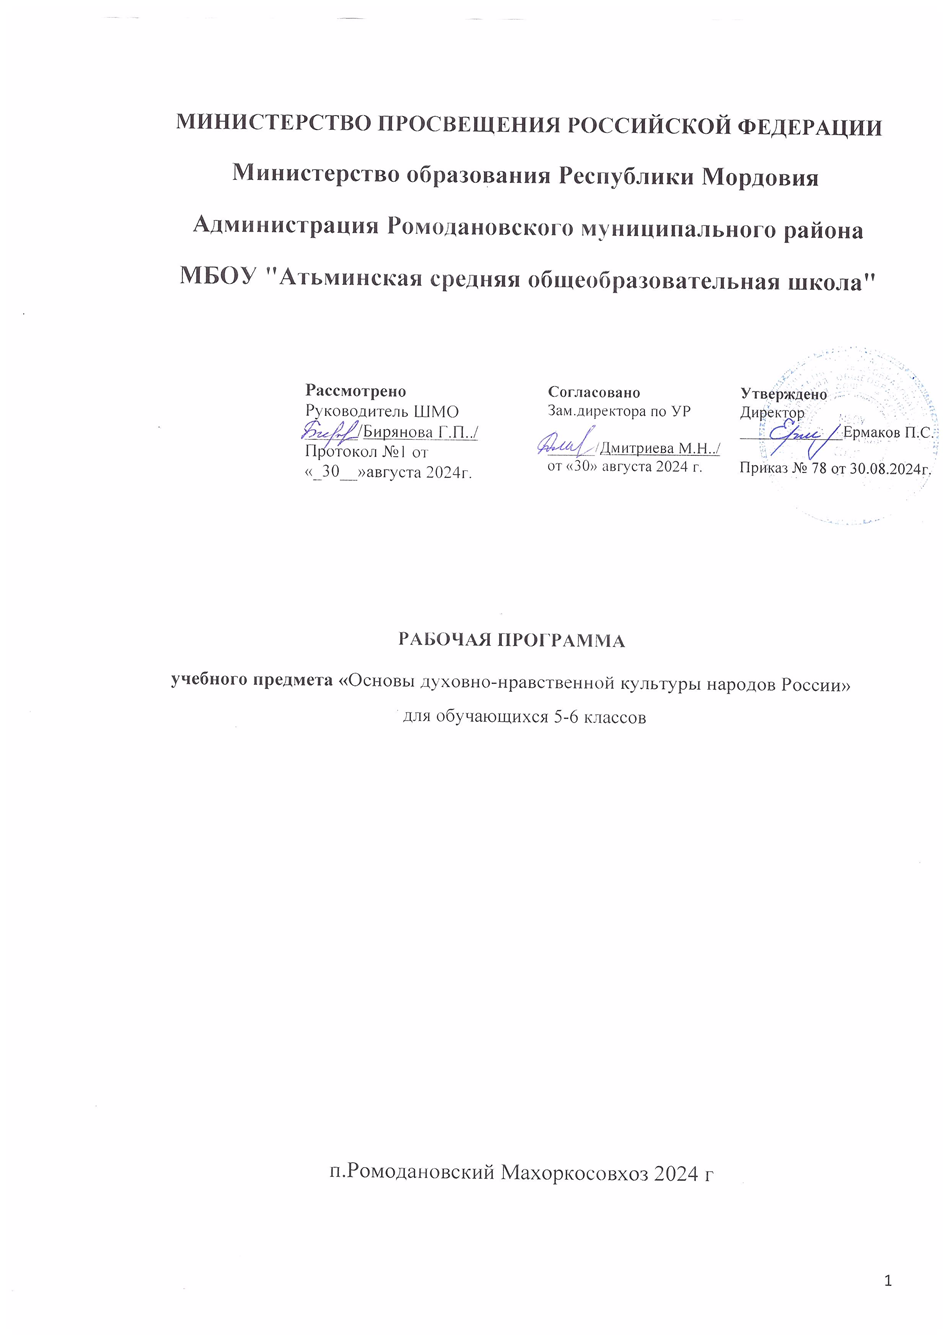 МИНИСТЕРСТВО ПРОСВЕЩЕНИЯ РОССИЙСКОЙ ФЕДЕРАЦИИ
Министерство образования Республики Мордовия
Администрация Ромодановского муниципального района
МБОУ "Атьминская средняя общеобразовательная школа"
Рассмотрено
Руководитель ШМО
/Бирянова Г.П../
Протокол №1 от
«_30__»августа 2024г.
Согласовано
Зам.директора по УР
/Дмитриева М.Н../
от «30» августа 2024 г.
Утверждено
Директор
Ермаков П.С.
Приказ № 78 от 30.08.2024г.
РАБОЧАЯ ПРОГРАММА
учебного предмета «Основы духовно-нравственной культуры народов России»
для обучающихся 5-6 классов
п.Ромодановский Махоркосовхоз 2024 г
1